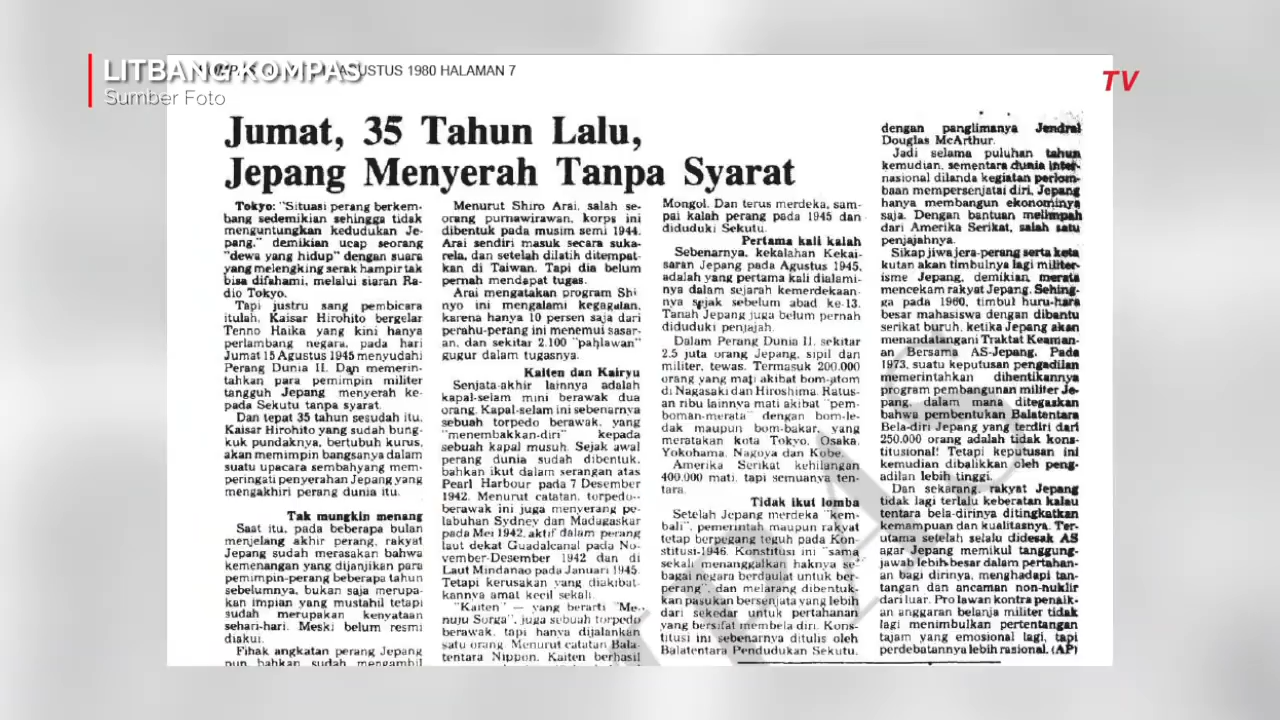 LITBANG KOMPAS
Sumber Foto
AGUSTUS 1980 HALAMAN 7
TV
Jumat, 35 Tahun Lalu,
Jepang Menyerah Tanpa Syarat
Tokyo: "Situasi perang berkem-
bang sedemikian sehingga tidak
menguntungkan kedudukan Je-
pang," demikian ucap seorang
"dewa yang hidup" dengan suara
yang melengking serak hampir tak
bisa difahami, melalui siaran Ra-
dio Tokyo.
Tapi justru sang pembicara
itulah, Kaisar Hirohito bergelar
Tenno Haika yang kini hanya
perlambang negara, pada hari
Jumat 15 Agustus 1945 menyudahi
Perang Dunia II. Dan memerin-
tahkan para pemimpin militer
tangguh Jepang menyerah ke-
pada Sekutu tanpa syarat.
Dan tepat 35 tahun sesudah itu,
Kaisar Hirohito yang sudah bung-
kuk pundaknya, bertubuh kurus,
akan memimpin bangsanya dalam
suatu upacara sembahyang mem-
peringati penyerahan Jepang yang
mengakhiri perang dunia itu.
Tak mungkin menang
Saat itu, pada beberapa bulan
menjelang akhir perang, rakyat
Jepang sudah merasakan bahwa
kemenangan yang dijanjikan para
pemimpin-perang beberapa tahun
sebelumnya, bukan saja merupa-
kan impian yang mustahil tetapi
sudah merupakan kenyataan
sehari-hari. Meski belum resmi
diakui.
Fihak angkatan perang Jepang
pun bahkan sudah mengambil
Menurut Shiro Arai, salah se-
orang purnawirawan, korps ini
dibentuk pada musim semi 1944.
Arai sendiri masuk secara suka-
rela, dan setelah dilatih ditempat-
kan di Taiwan. Tapi dia belum
pernah mendapat tugas.
Arai mengatakan program Shi-
nyo ini mengalami kegagalan,
karena hanya 10 persen saja dari
perahu-perang ini menemui sasar-
an, dan sekitar 2.100 "pahlawan"
gugur dalam tugasnya.
Kaiten dan Kairyu
Senjata-akhir lainnya adalah
kapal-selam mini berawak dua
orang. Kapal-selam ini sebenarnya
sebuah torpedo berawak, yang
"menembakkan-diri" kepada
sebuah kapal musuh. Sejak awal
perang dunia sudah dibentuk,
bahkan ikut dalam serangan atas
Pearl Harbour pada 7 Desember
1942. Menurut catatan, torpedo-
berawak ini juga menyerang pe-
labuhan Sydney dan Madagaskar
pada Mei 1942, aktif dalam perang
laut dekat Guadalcanal pada No-
vember-Desember 1942 dan di
Laut Mindanao pada Januari 1945.
Tetapi kerusakan yang diakibat-
kannya amat kecil sekali.
"Kaiten" — yang berarti "Me-
nuju Sorga", juga sebuah torpedo
berawak, tapi hanya dijalankan
satu orang. Menurut catatan Bala-
tentara Nippon, Kaiten berhasil
Mongol. Dan terus merdeka, sam-
pai kalah perang pada 1945 dan
diduduki Sekutu.
Pertama kali kalah
Sebenarnya, kekalahan Kekai-
saran Jepang pada Agustus 1945,
adalah yang pertama kali dialami-
nya dalam sejarah kemerdekaan-
nya sejak sebelum abad ke-13.
Tanah Jepang juga belum pernah
diduduki penjajah.
Dalam Perang Dunia II, sekitar
2.5 juta orang Jepang, sipil dan
militer, tewas. Termasuk 200.000
orang yang mati akibat bom-atom
di Nagasaki dan Hiroshima. Ratus-
an ribu lainnya mati akibat "pem-
boman-merata" dengan bom-le-
dak maupun bom-bakar, yang
meratakan kota Tokyo, Osaka,
Yokohama, Nagoya dan Kobe.
Amerika Serikat kehilangan
400.000 mati, tapi semuanya ten-
tara.
Tidak ikut lomba
Setelah Jepang merdeka "kem-
bali", pemerintah maupun rakyat
tetap berpegang teguh pada Kon-
stitusi-1946. Konstitusi ini "sama
sekali menanggalkan haknya se-
bagai negara berdaulat untuk ber-
perang" dan melarang dibentuk-
kan pasukan bersenjata yang lebih
dari sekedar untuk pertahanan
yang bersifat membela diri. Kons-
titusi ini sebenarnya ditulis oleh
Balatentara Pendudukan Sekutu,
dengan panglimanya Jendral
Douglas McArthur.
Jadi selama puluhan tahun
kemudian, sementara dunia inter-
nasional dilanda kegiatan perlom-
baan mempersenjatai diri, Jepang
hanya membangun ekonominya
saja. Dengan bantuan melimpah
dari Amerika Serikat, salah satu
penjajahnya.
Sikap jiwa jera-perang serta keta
kutan akan timbulnya lagi militer-
isme Jepang, demikian merata
mencekam rakyat Jepang. Sehing-
ga pada 1960, timbul huru-hara
besar mahasiswa dengan dibantu
serikat buruh, ketika Jepang akan
menandatangani Traktat Keaman-
an Bersama AS-Jepang. Pada
1973, suatu keputusan pengadilan
memerintahkan dihentikannya
program pembangunan militer Je-
pang, dalam mana ditegaskan
bahwa pembentukan Balatentara
Bela-diri Jepang yang terdiri dari
250.000 orang adalah tidak kons-
titusional! Tetapi keputusan ini
kemudian dibalikkan oleh peng-
adilan lebih tinggi.
Dan sekarang, rakyat Jepang
tidak lagi terlalu keberatan kalau
tentara bela-dirinya ditingkatkan
kemampuan dan kualitasnya. Ter-
utama setelah selalu didesak AS
agar Jepang memikul tanggung-
jawab lebih besar dalam pertahan-
an bagi dirinya, menghadapi tan-
tangan dan ancaman non-nuklir
dari luar. Pro lawan kontra penaik-
an anggaran belanja militer tidak
lagi menimbulkan pertentangan
tajam yang emosional lagi, tapi
perdebatannya lebih rasional. (AP)